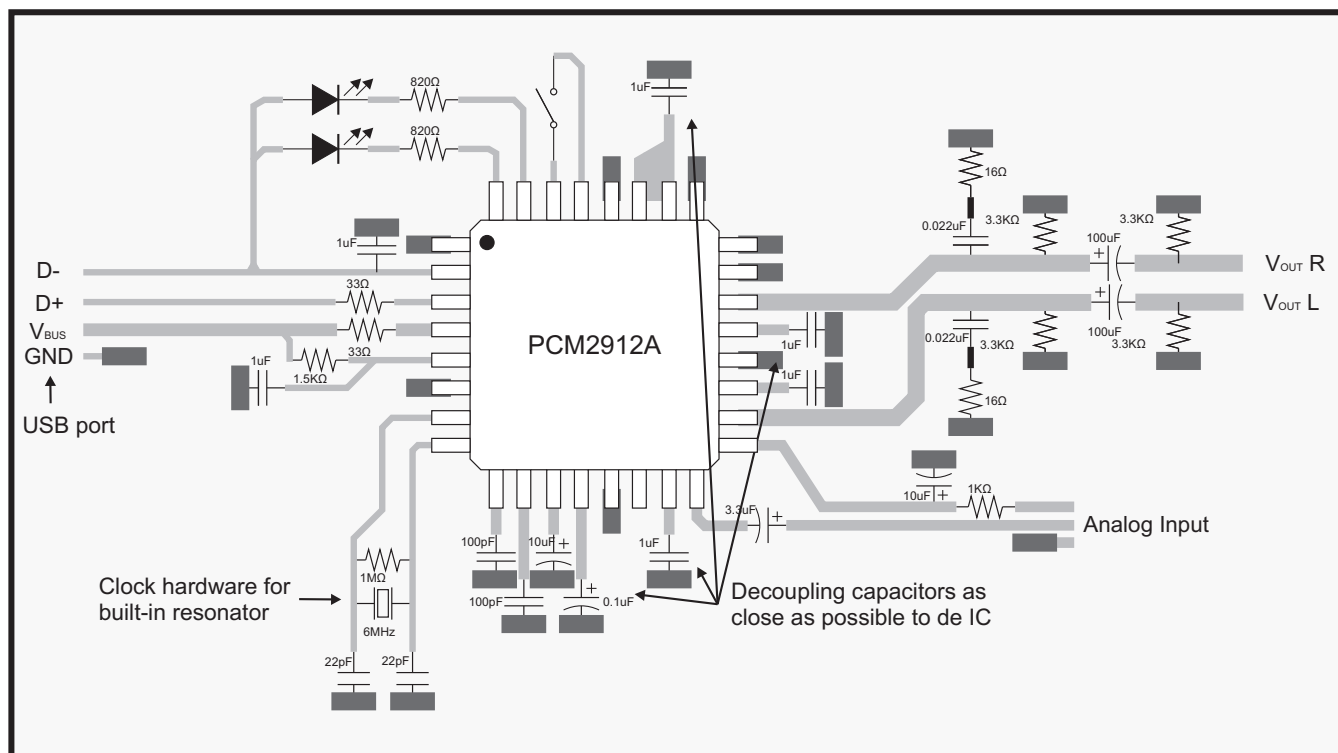 820Ω
1uF
820Ω
16Ω
1uF
0.022uF
3.3KΩ
3.3KΩ
100uF
D-
VOUT R
33Ω
D+
VOUT L
VBUS
PCM2912A
1uF
0.022uF
3.3KΩ
100uF
3.3KΩ
GND
1uF
33Ω
1uF
1.5KΩ
16Ω
USB port
10uF
1KΩ
3.3uF
Analog Input
100pF
10uF
1uF
1MΩ
Clock hardware for
built-in resonator
100pF
0.1uF
Decoupling capacitors as
close as possible to de IC
6MHz
22pF
22pF
+
+
+
+
+
+